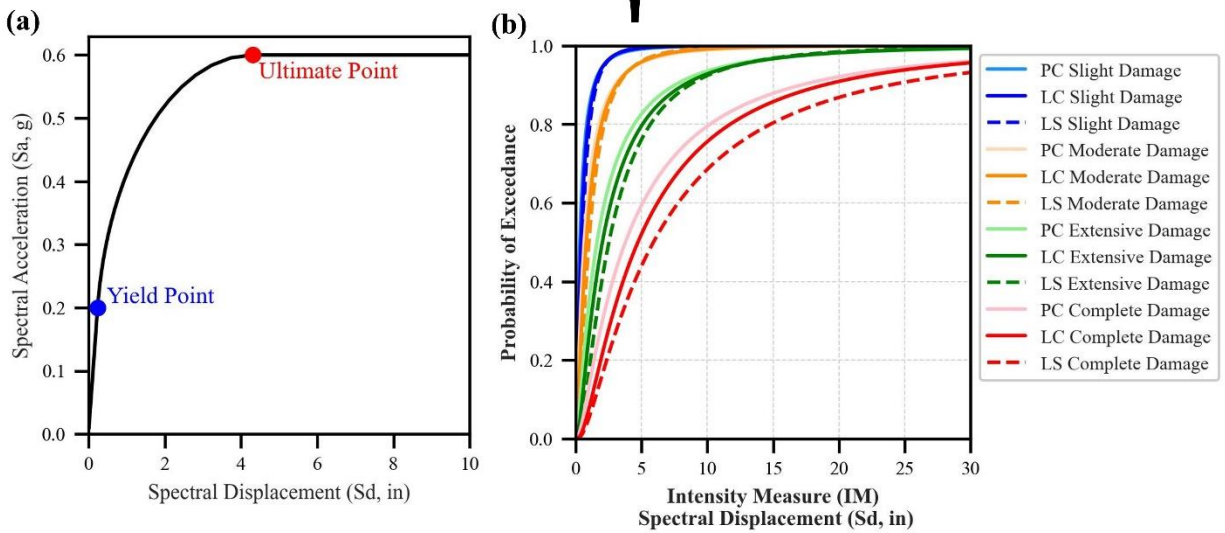 (a)
0.6
0.5
0.4
0.3
0.2
0.1
0.0
0
2
4
6
8
10
Spectral Acceleration (Sa, g)
Spectral Displacement (Sd, in)
Ultimate Point
Yield Point
(b)
1.0
0.8
0.6
0.4
0.2
0.0
0
5
10
15
20
25
30
Probability of Exceedance
Intensity Measure (IM)
Spectral Displacement (Sd, in)
PC Slight Damage
LC Slight Damage
LS Slight Damage
PC Moderate Damage
LC Moderate Damage
LS Moderate Damage
PC Extensive Damage
LC Extensive Damage
LS Extensive Damage
PC Complete Damage
LC Complete Damage
LS Complete Damage